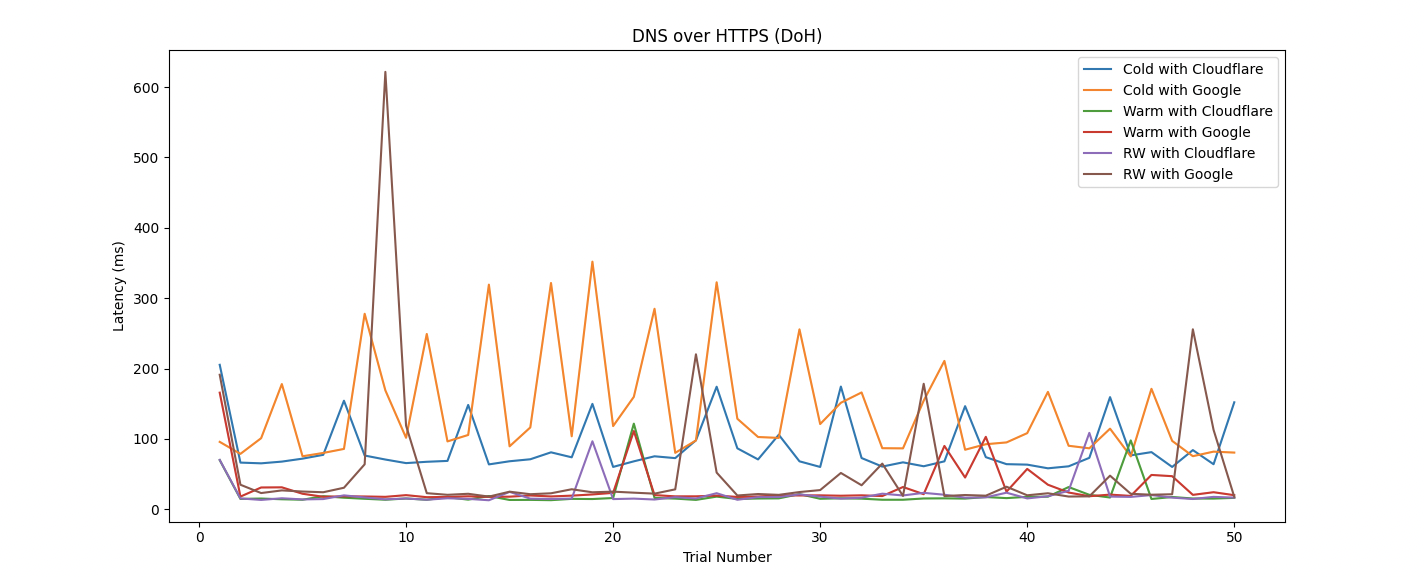 DNS over HTTPS (DoH)
Latency (ms)
600
500
400
300
200
100
0
0 10 20 30 40 50
Trial Number
Cold with Cloudflare
Cold with Google
Warm with Cloudflare
Warm with Google
RW with Cloudflare
RW with Google